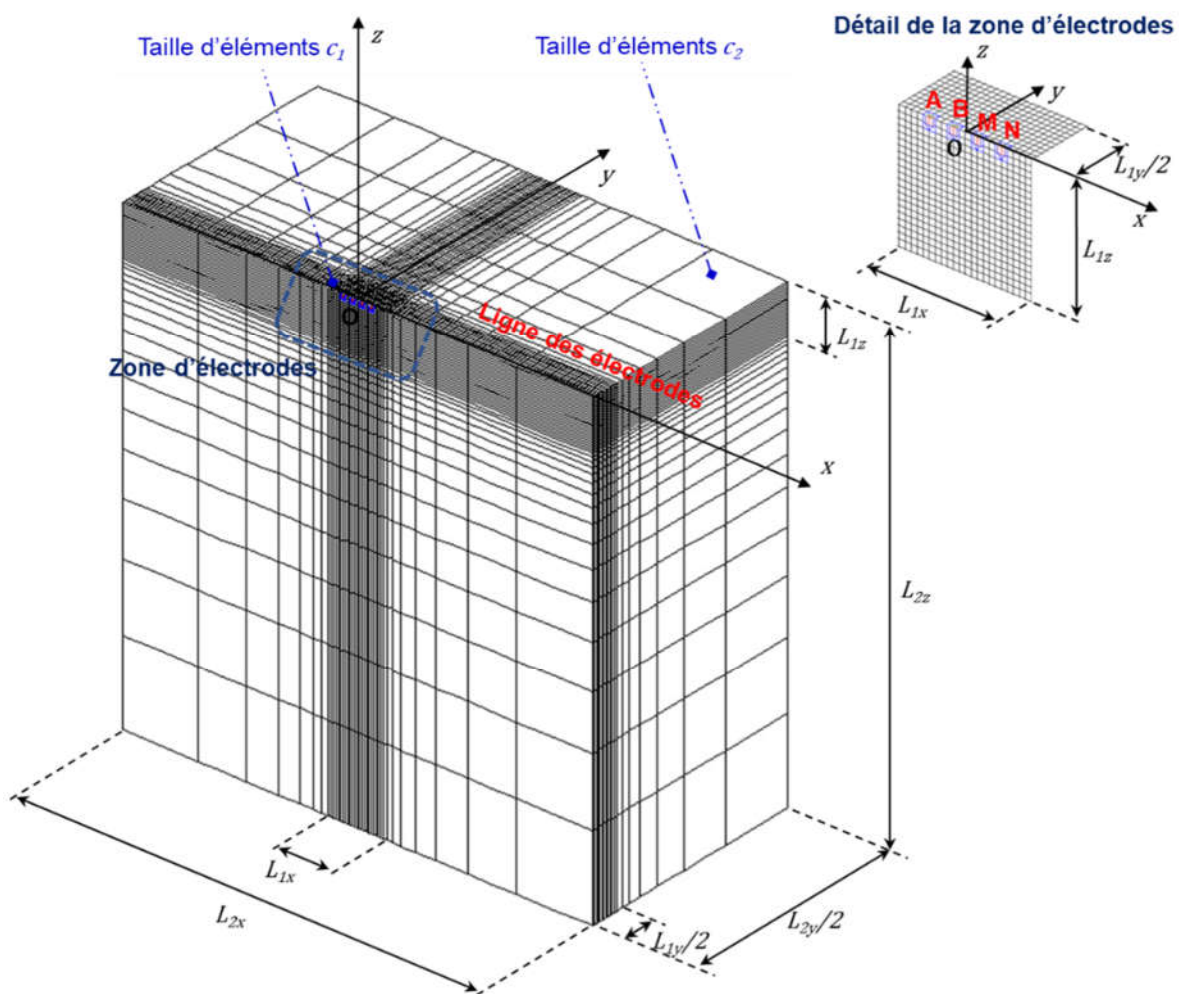 Détail de la zone d'électrodes
Taille d'éléments c₁
z
Taille d'éléments c₂
z
A
B
y
M
N
O
L₁y/2
x
L₁z
L₁x
y
O
Ligne des électrodes
L₁z
Zone d'électrodes
x
L₂z
L₁x
L₂x
L₁y/2
L₂y/2